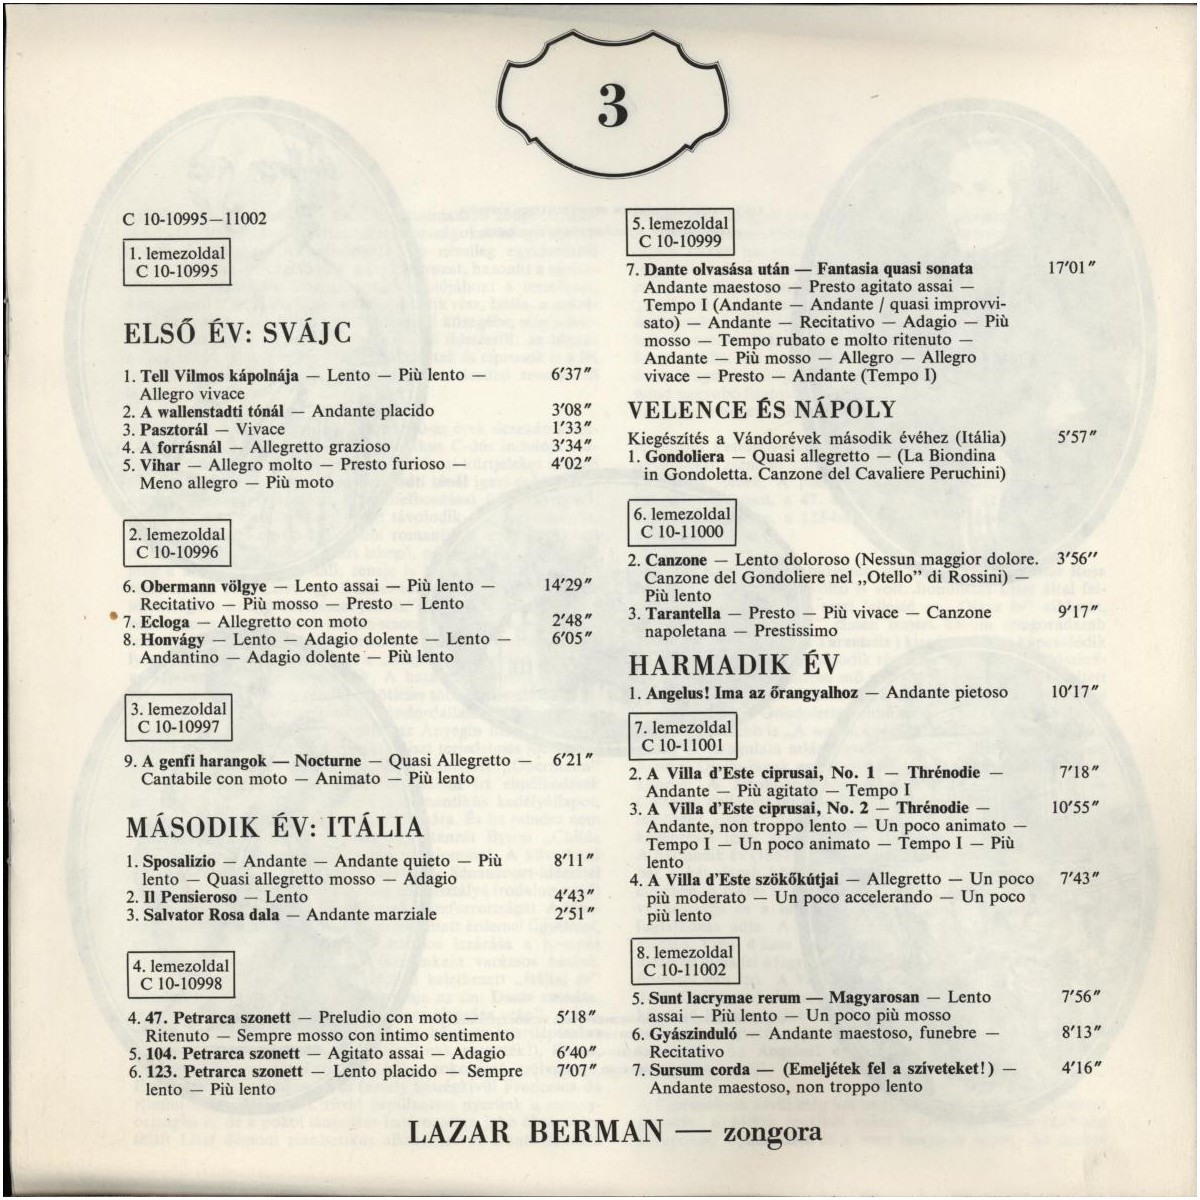 3
C 10-10995—11002
1. lemezoldal
C 10-10995
ELSŐ ÉV: SVÁJC
1. Tell Vilmos kápolnája — Lento — Più lento — 6′37″
Allegro vivace
2. A wallenstadti tónál — Andante placido 3′08″
3. Pasztorál — Vivace 1′33″
4. A forrásnál — Allegretto grazioso 3′34″
5. Vihar — Allegro molto — Presto furioso — 4′02″
Meno allegro — Più moto
2. lemezoldal
C 10-10996
6. Obermann völgye — Lento assai — Più lento — 14′29″
Recitativo — Più mosso — Presto — Lento
7. Ecloga — Allegretto con moto 2′48″
8. Honvágy — Lento — Adagio dolente — Lento — 6′05″
Andantino — Adagio dolente — Più lento
3. lemezoldal
C 10-10997
9. A genfi harangok — Nocturne — Quasi Allegretto — 6′21″
Cantabile con moto — Animato — Più lento
MÁSODIK ÉV: ITÁLIA
1. Sposalizio — Andante — Andante quieto — Più 8′11″
lento — Quasi allegretto mosso — Adagio
2. Il Pensieroso — Lento 4′43″
3. Salvator Rosa dala — Andante marziale 2′51″
4. lemezoldal
C 10-10998
4. 47. Petrarca szonett — Preludio con moto — 5′18″
Ritenuto — Sempre mosso con intimo sentimento
5. 104. Petrarca szonett — Agitato assai — Adagio 6′40″
6. 123. Petrarca szonett — Lento placido — Sempre 7′07″
lento — Più lento
5. lemezoldal
C 10-10999
7. Dante olvasása után — Fantasia quasi sonata 17′01″
Andante maestoso — Presto agitato assai —
Tempo I (Andante — Andante / quasi improvvi-
sato) — Andante — Recitativo — Adagio — Più
mosso — Tempo rubato e molto ritenuto —
Andante — Più mosso — Allegro — Allegro
vivace — Presto — Andante (Tempo I)
VELENCE ÉS NÁPOLY
Kiegészítés a Vándorévek második évéhez (Itália) 5′57″
1. Gondoliera — Quasi allegretto — (La Biondina
in Gondoletta. Canzone del Cavaliere Peruchini)
6. lemezoldal
C 10-11000
2. Canzone — Lento doloroso (Nessun maggior dolore. 3′56″
Canzone del Gondoliere nel „Otello” di Rossini) —
Più lento
3. Tarantella — Presto — Più vivace — Canzone 9′17″
napoletana — Prestissimo
HARMADIK ÉV
1. Angelus! Ima az őrangyalhoz — Andante pietoso 10′17″
7. lemezoldal
C 10-11001
2. A Villa d'Este ciprusai, No. 1 — Thrénodie — 7′18″
Andante — Più agitato — Tempo I
3. A Villa d'Este ciprusai, No. 2 — Thrénodie — 10′55″
Andante, non troppo lento — Un poco animato —
Tempo I — Un poco animato — Tempo I — Più
lento
4. A Villa d'Este szökőkútjai — Allegretto — Un poco 7′43″
più moderato — Un poco accelerando — Un poco
più lento
8. lemezoldal
C 10-11002
5. Sunt lacrymae rerum — Magyarosan — Lento 7′56″
assai — Più lento — Un poco più mosso
6. Gyászinduló — Andante maestoso, funebre — 8′13″
Recitativo
7. Sursum corda — (Emeljétek fel a szíveteket!) — 4′16″
Andante maestoso, non troppo lento
LAZAR BERMAN — zongora